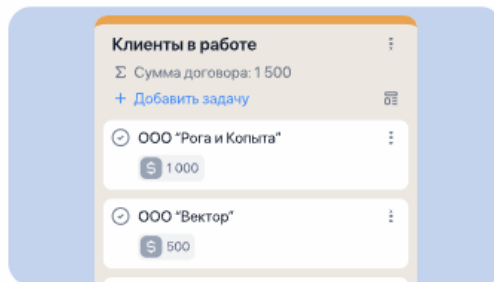 Клиенты в работе
Σ Сумма договора: 1 500
+ Добавить задачу
ООО “Рога и Копыта”
$ 1 000
ООО “Вектор”
$ 500